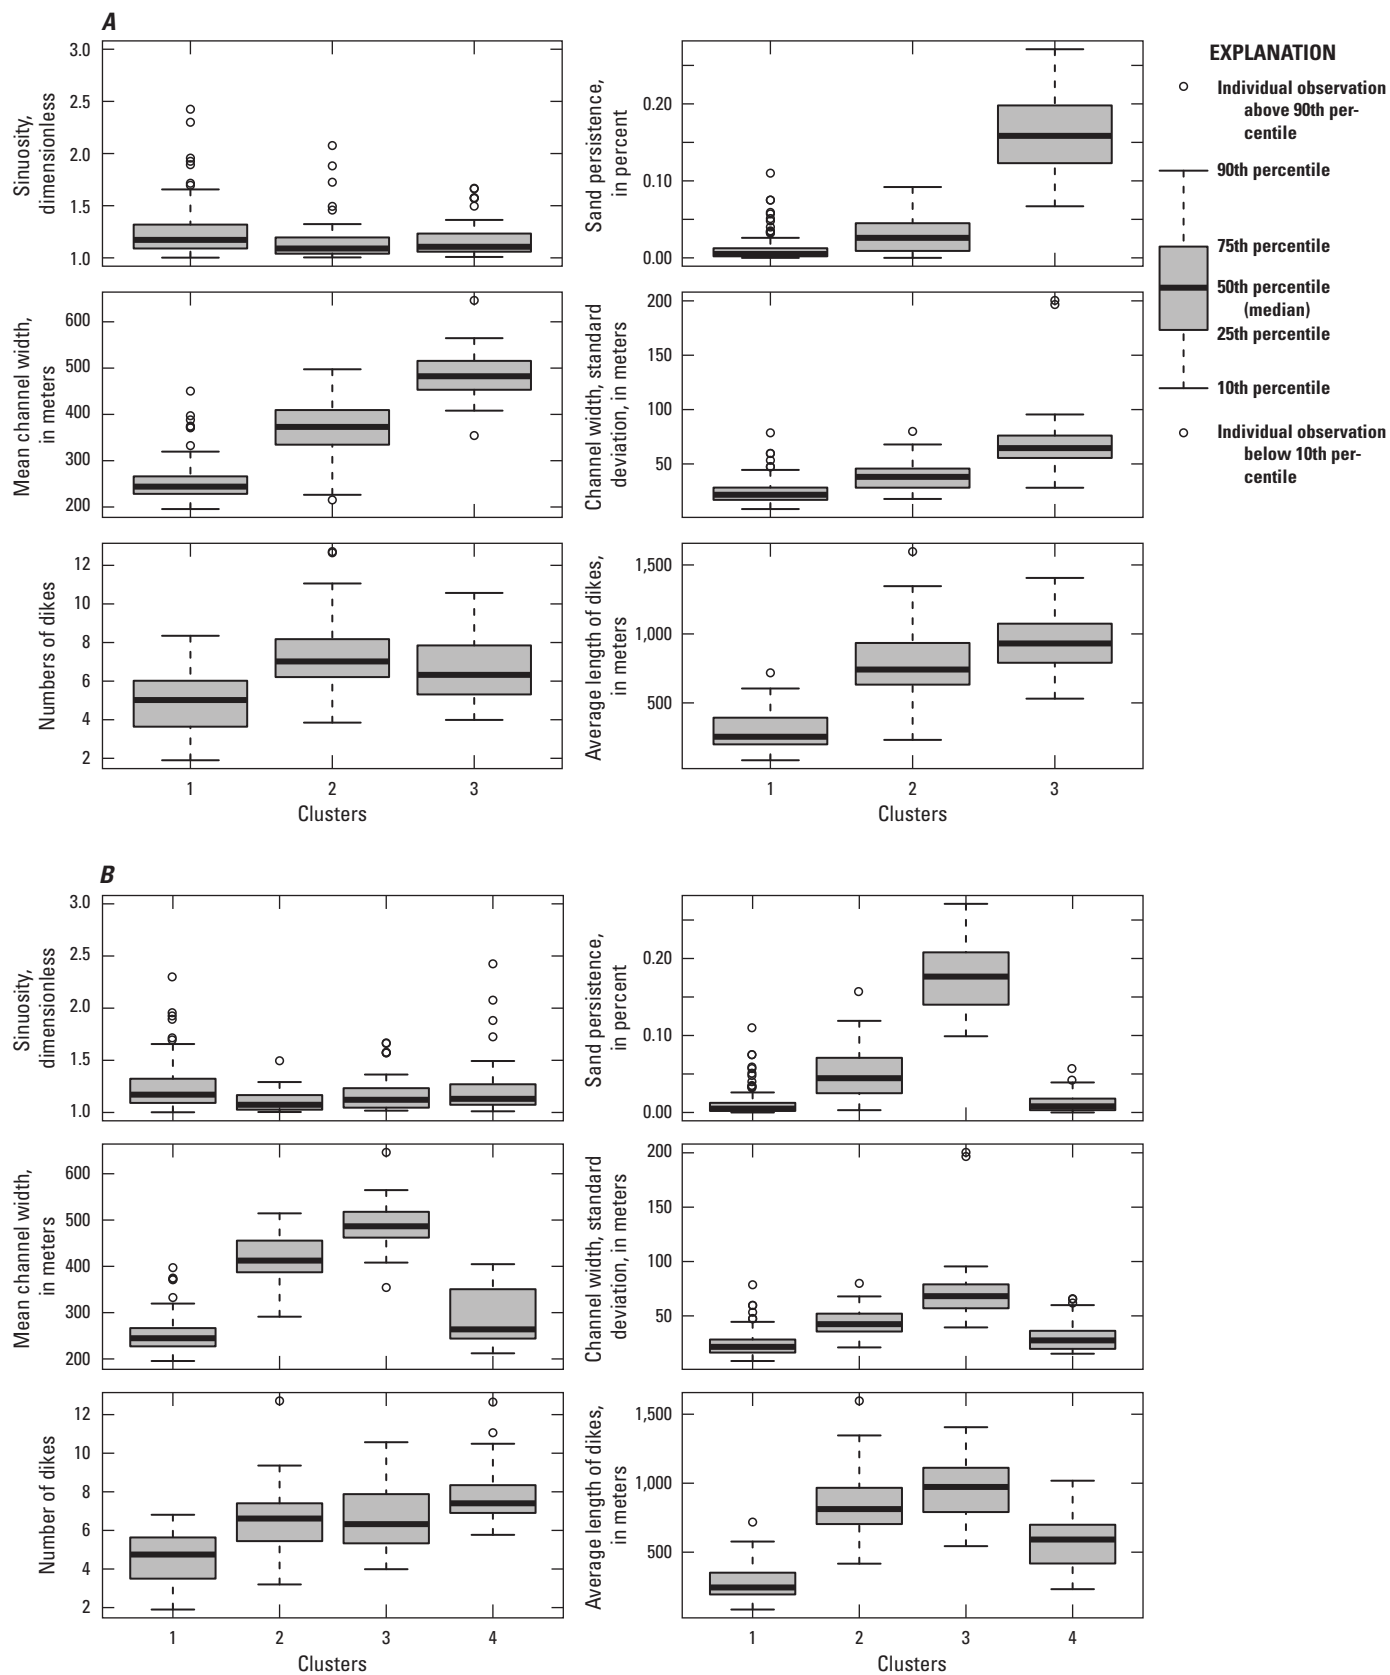 A
3.0
2.5
2.0
1.5
1.0
Sinuosity,
dimensionless
0.20
0.10
0.00
Sand persistence,
in percent
EXPLANATION
Individual observation
above 90th per-
centile
90th percentile
75th percentile
50th percentile
(median)
25th percentile
10th percentile
Individual observation
below 10th per-
centile
600
500
400
300
200
Mean channel width,
in meters
200
150
100
50
Channel width, standard
deviation, in meters
12
10
8
6
4
2
Numbers of dikes
1 2 3
Clusters
1,500
1,000
500
Average length of dikes,
in meters
1 2 3
Clusters
B
3.0
2.5
2.0
1.5
1.0
Sinuosity,
dimensionless
0.20
0.10
0.00
Sand persistence,
in percent
600
500
400
300
200
Mean channel width,
in meters
200
150
100
50
Channel width, standard
deviation, in meters
12
10
8
6
4
2
Number of dikes
1 2 3 4
Clusters
1,500
1,000
500
Average length of dikes,
in meters
1 2 3 4
Clusters